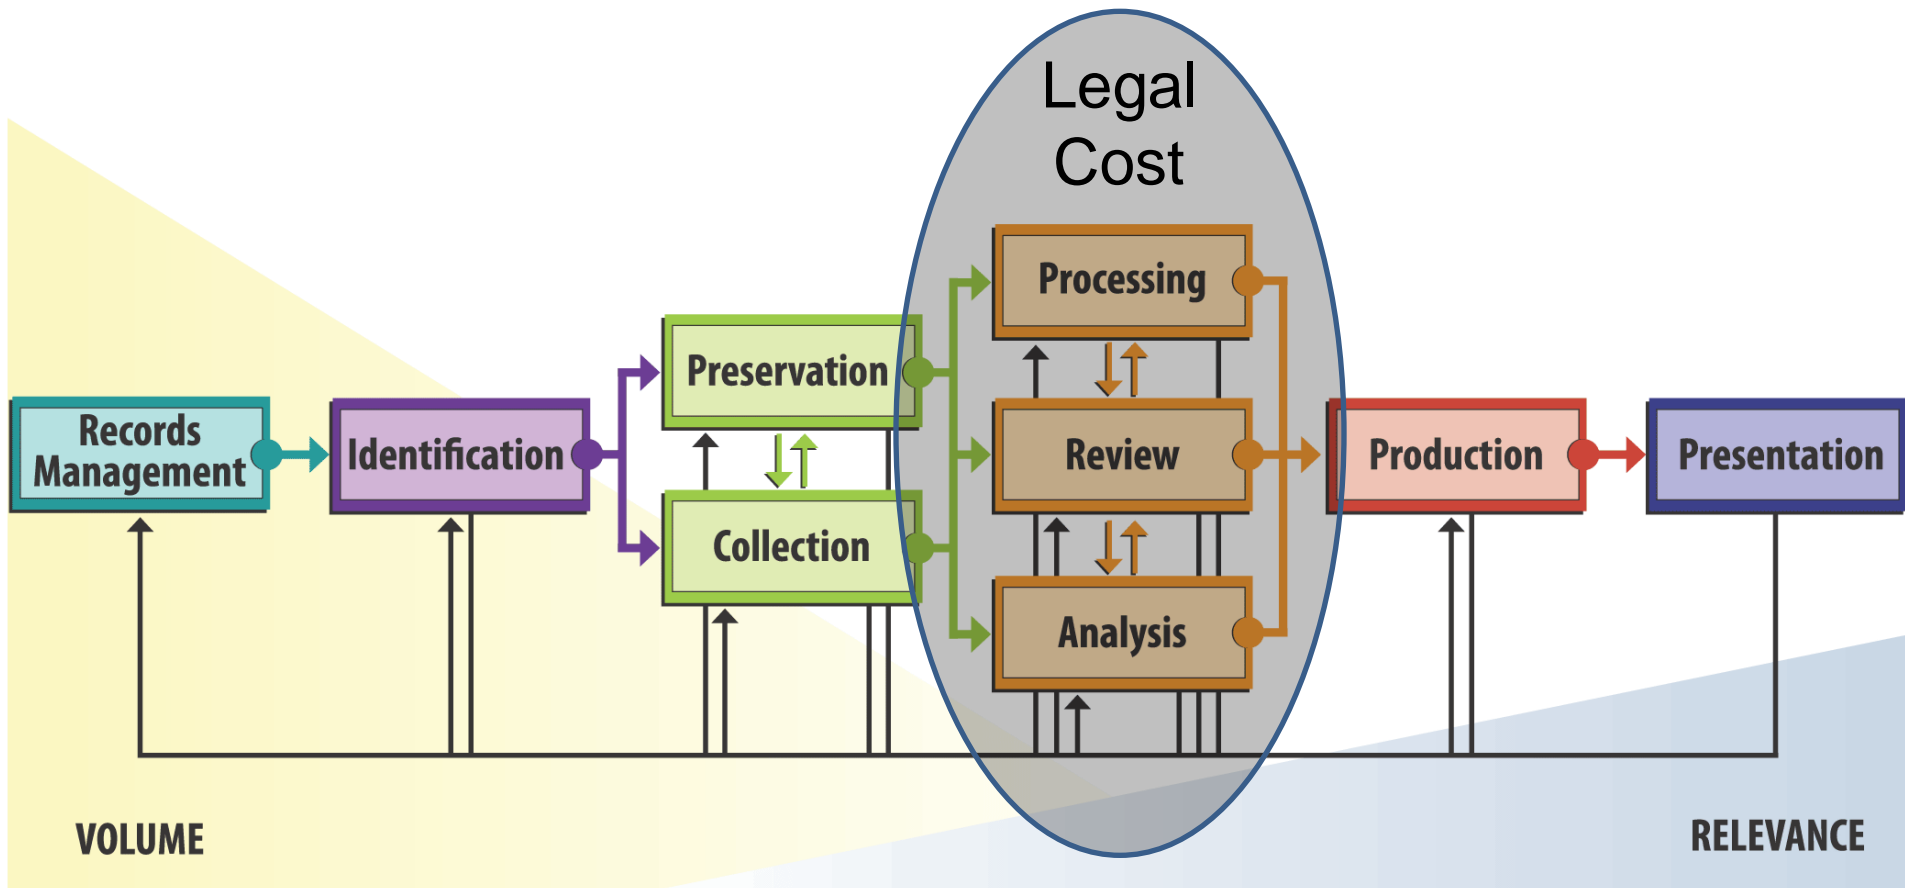 Legal
Cost
Records
Management
Identification
Preservation
Collection
Processing
Review
Analysis
Production
Presentation
VOLUME
RELEVANCE